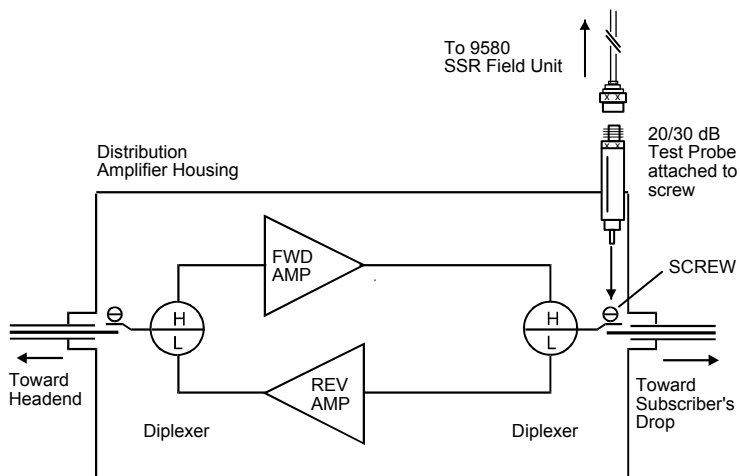 To 9580
SSR Field Unit
20/30 dB
Test Probe
attached to
screw
Distribution
Amplifier Housing
FWD
AMP
SCREW
H
L
H
L
Toward
Headend
REV
AMP
Toward
Subscriber's
Drop
Diplexer
Diplexer